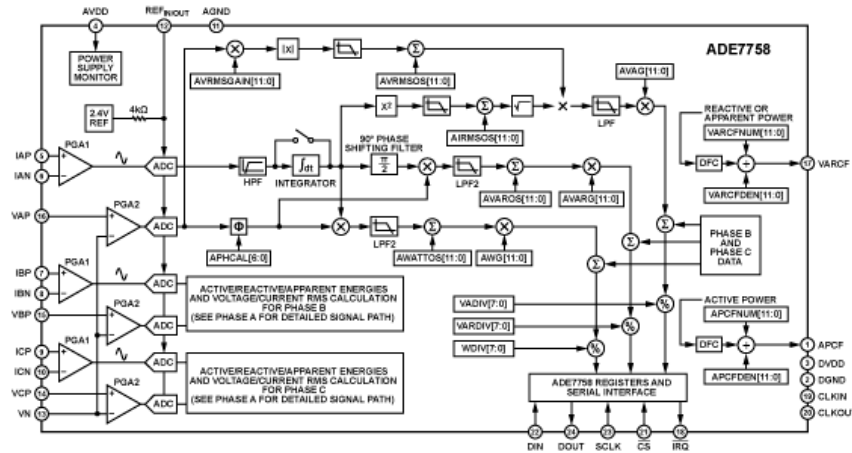 AVDD
REFIN/OUT
AGND
4
12
11
ADE7758
POWER
SUPPLY
MONITOR
|X|
AVRMSGAIN[11:0]
AVRMSOS[11:0]
AVAG[11:0]
2.4V
REF
4kΩ
X²
AIRMSOS[11:0]
LPF
REACTIVE OR
APPARENT POWER
VARCFNUM[11:0]
DFC
17 VARCF
VARCFDEN[11:0]
90° PHASE
SHIFTING FILTER
IAP 5
IAN 6
PGA1
ADC
HPF
∫dt
INTEGRATOR
π/2
LPF2
AVAROS[11:0]
AVARG[11:0]
VAP 16
PGA2
ADC
Φ
APHCAL[6:0]
LPF2
AWATTOS[11:0]
AWG[11:0]
Σ
PHASE B
AND
PHASE C
DATA
IBP 7
IBN 8
PGA1
ADC
VBP 15
PGA2
ADC
ACTIVE/REACTIVE/APPARENT ENERGIES
AND VOLTAGE/CURRENT RMS CALCULATION
FOR PHASE B
(SEE PHASE A FOR DETAILED SIGNAL PATH)
VADIV[7:0]
%
VARDIV[7:0]
%
WDIV[7:0]
%
ACTIVE POWER
APCFNUM[11:0]
DFC
1 APCF
APCFDEN[11:0]
ICP 9
ICN 10
PGA1
ADC
VCP 14
PGA2
ADC
VN 13
ACTIVE/REACTIVE/APPARENT ENERGIES
AND VOLTAGE/CURRENT RMS CALCULATION
FOR PHASE C
(SEE PHASE A FOR DETAILED SIGNAL PATH)
ADE7758 REGISTERS AND
SERIAL INTERFACE
3 DVDD
2 DGND
19 CLKIN
20 CLKOU
22
24
23
21
18
DIN
DOUT
SCLK
CS
IRQ